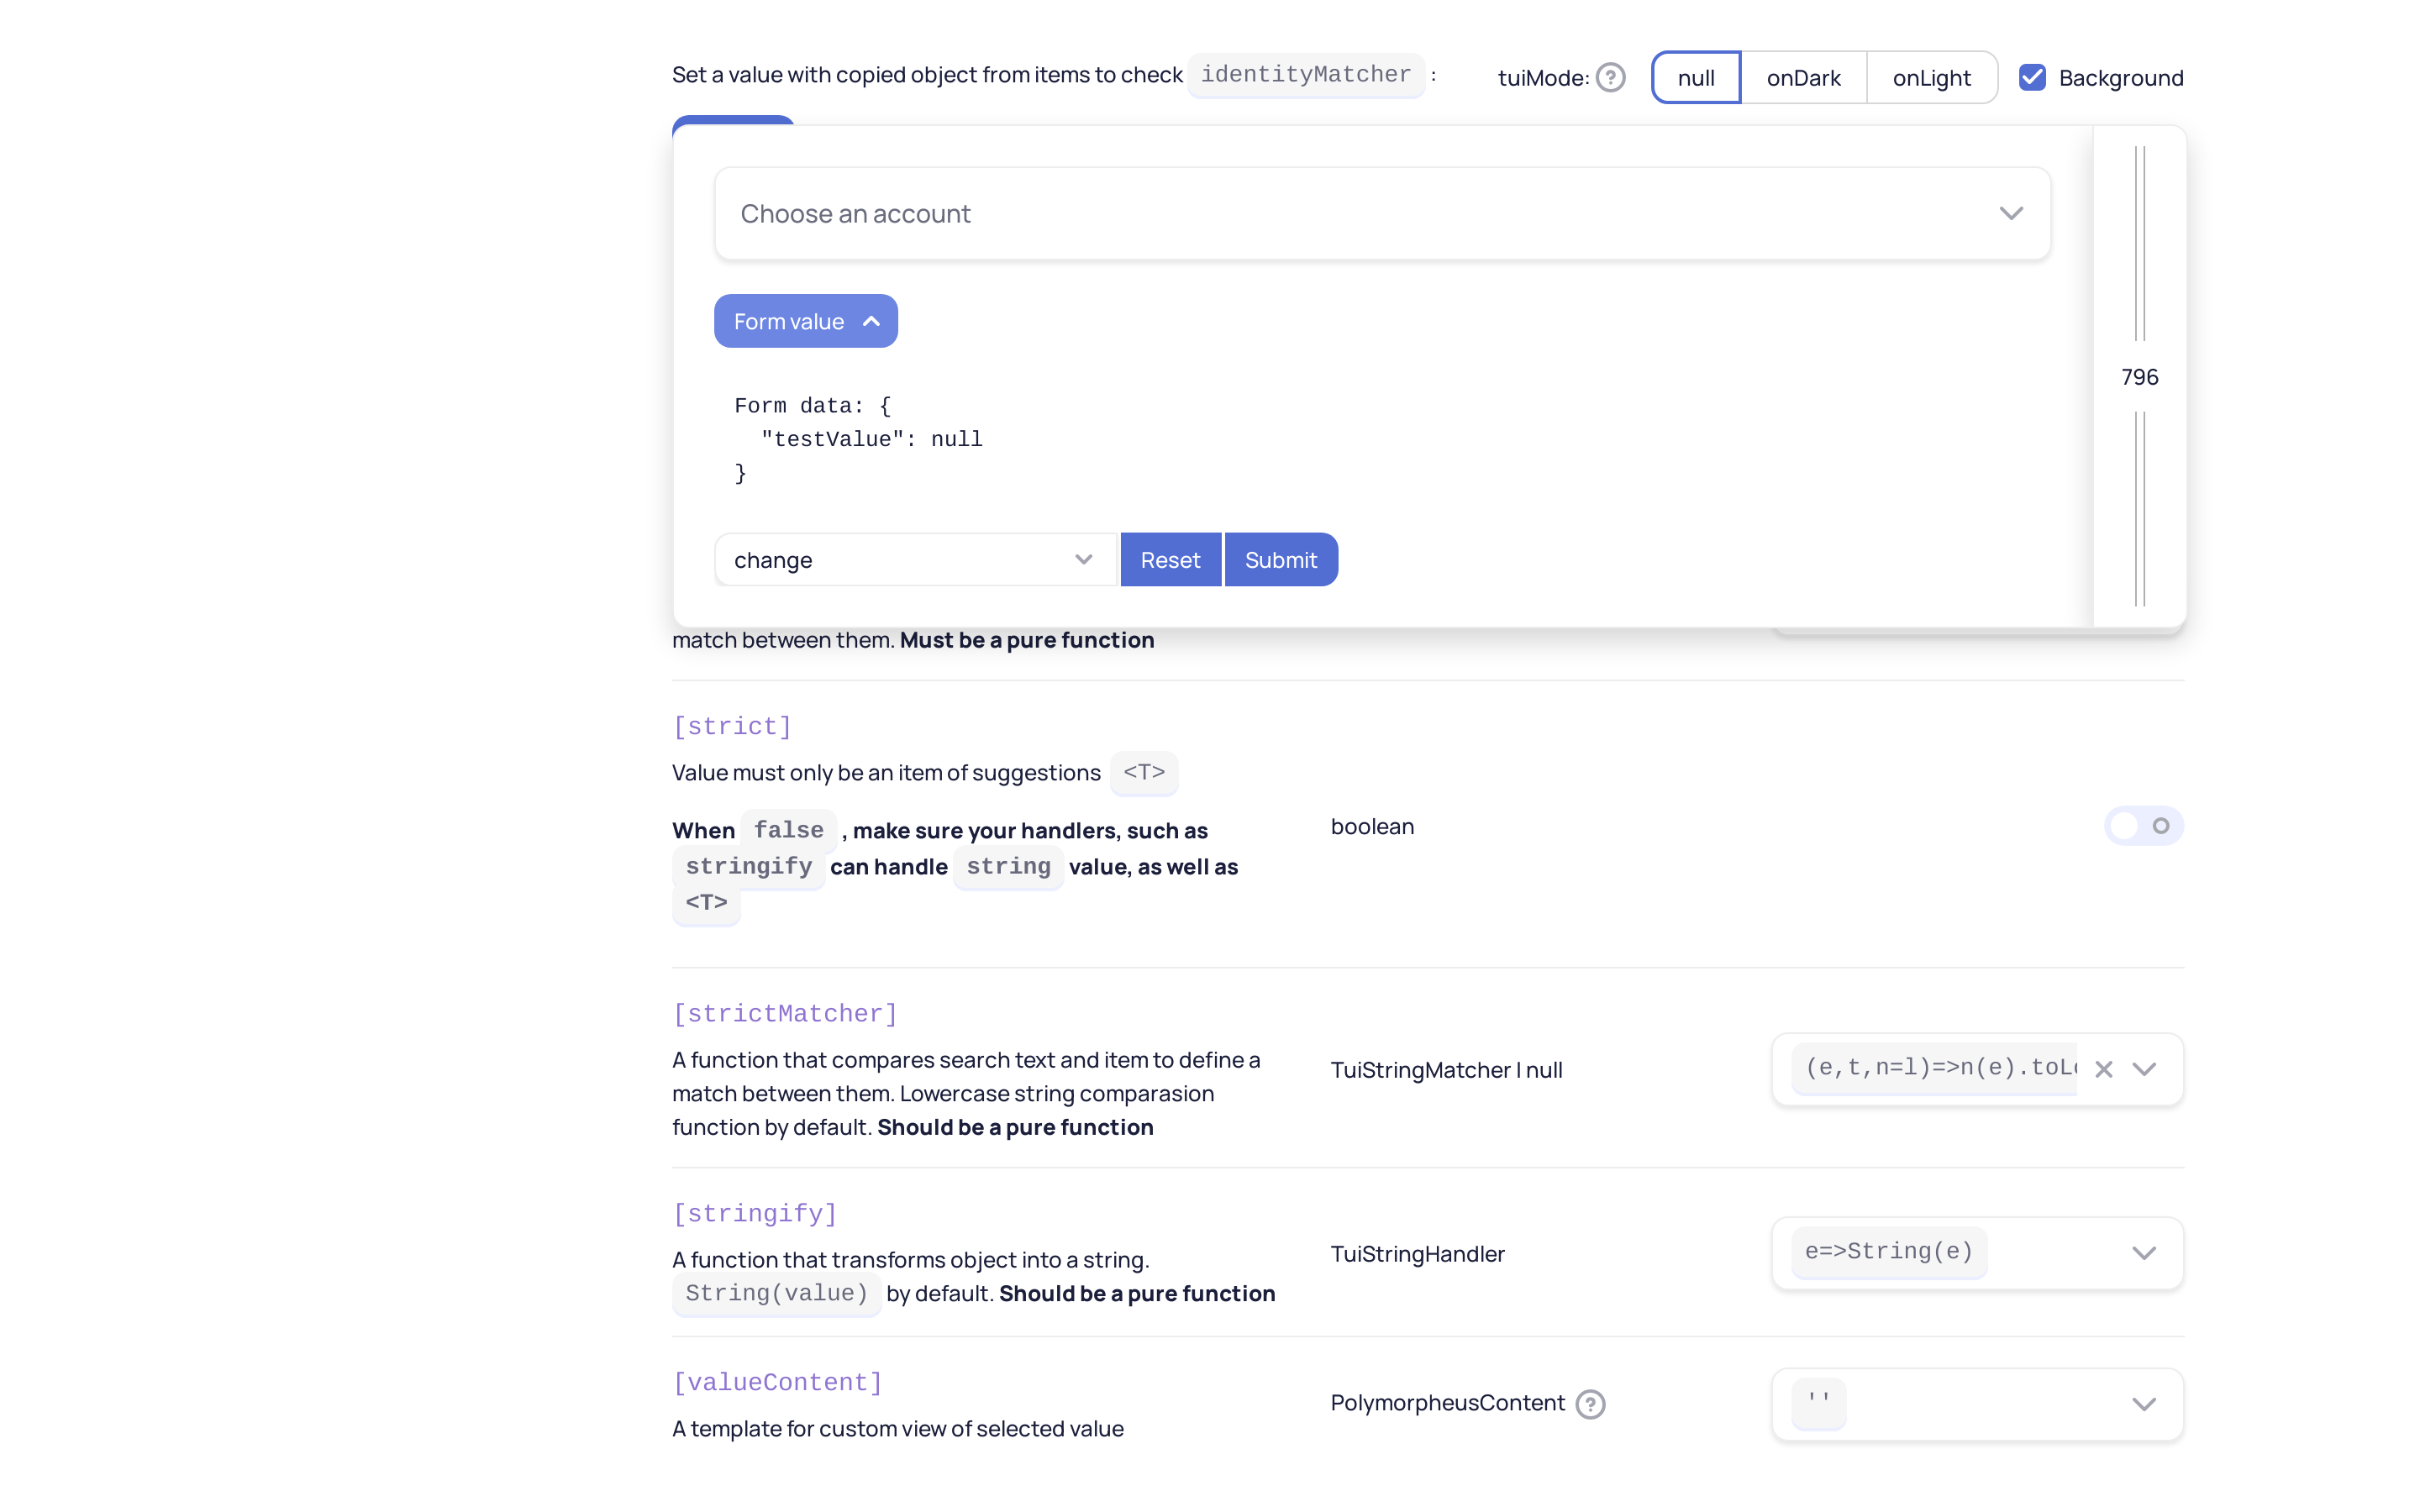 Set a value with copied object from items to check identityMatcher :
tuiMode: null onDark onLight Background
Choose an account
Form value
796
Form data: {
"testValue": null
}
change Reset Submit
match between them. Must be a pure function
[strict]
Value must only be an item of suggestions <T>
When false , make sure your handlers, such as
stringify can handle string value, as well as
<T>
boolean
[strictMatcher]
A function that compares search text and item to define a
match between them. Lowercase string comparasion
function by default. Should be a pure function
TuiStringMatcher | null
(e,t,n=l)=>n(e).toLo
[stringify]
A function that transforms object into a string.
String(value) by default. Should be a pure function
TuiStringHandler
e=>String(e)
[valueContent]
A template for custom view of selected value
PolymorpheusContent
''